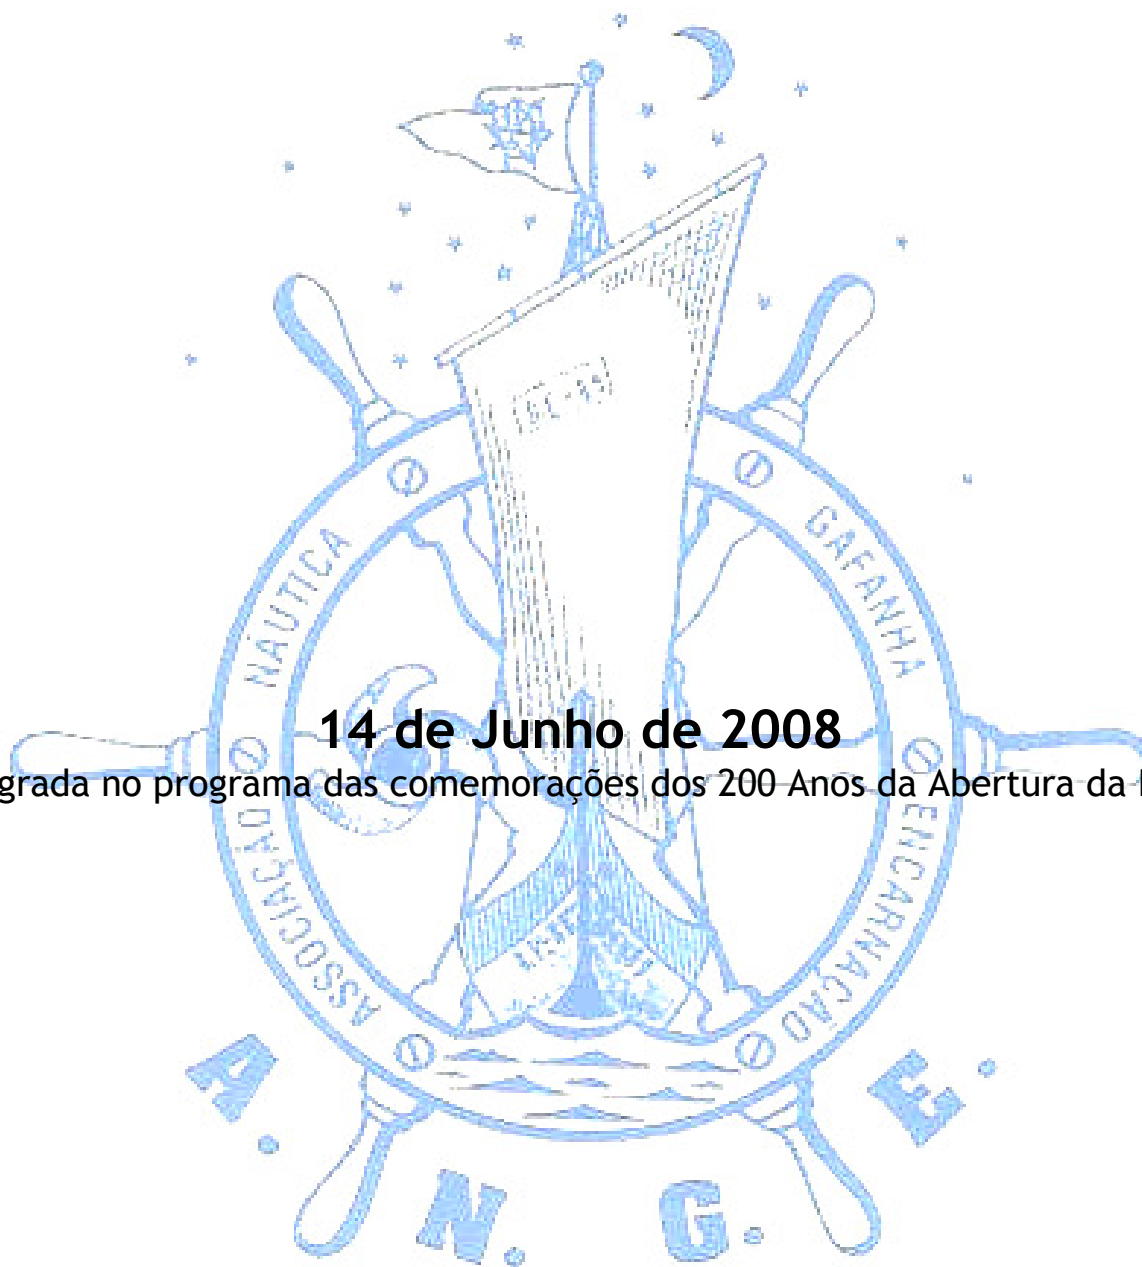 14 de Junho de 2008
grada no programa das comemorações dos 200 Anos da Abertura da
NÁUTICA
GAFANHA
ASSOCIAÇÃO
ENCARNAÇÃO
A. N. G. E.